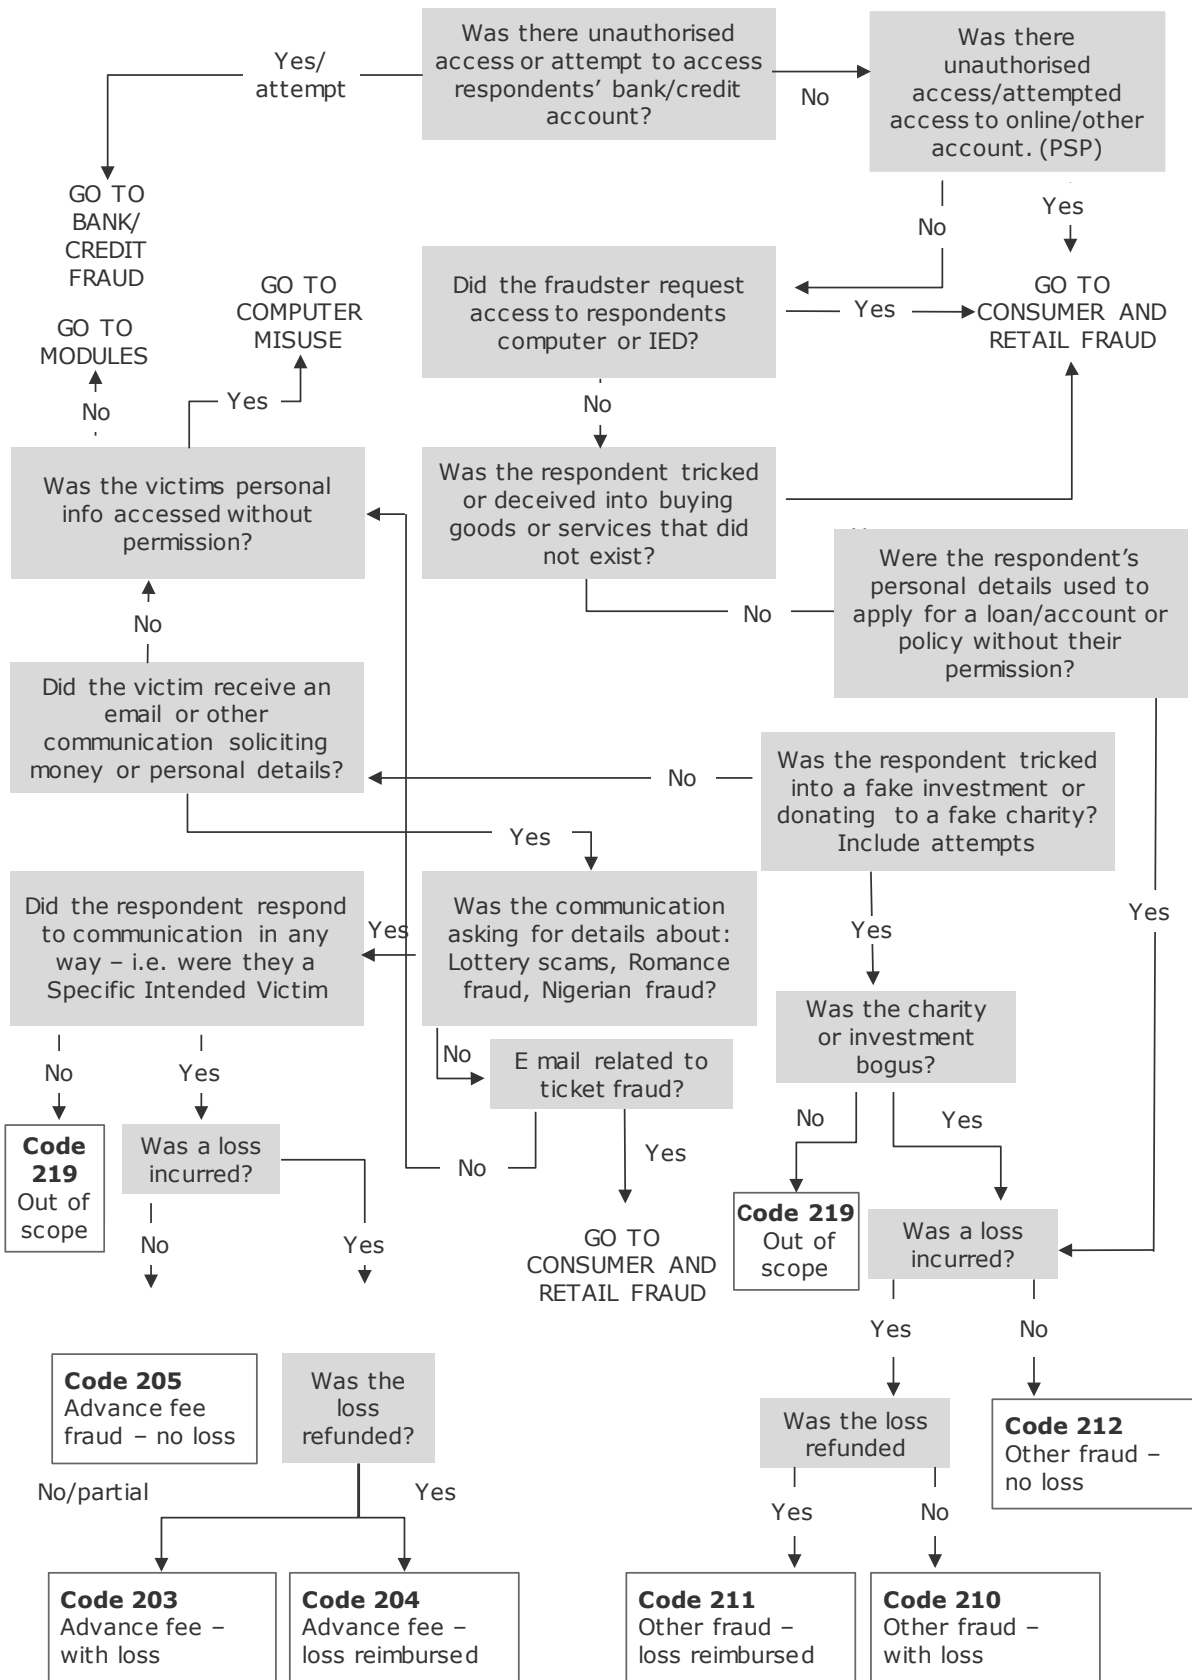 Was there unauthorised
access or attempt to access
respondents' bank/credit
account?
Yes/
attempt
No
Was there
unauthorised
access/attempted
access to online/other
account. (PSP)
GO TO
BANK/
CREDIT
FRAUD
No
Yes
Did the fraudster request
access to respondents
computer or IED?
Yes
GO TO
CONSUMER AND
RETAIL FRAUD
GO TO
COMPUTER
MISUSE
GO TO
MODULES
No
Yes
No
Was the victims personal
info accessed without
permission?
Was the respondent tricked
or deceived into buying
goods or services that did
not exist?
Were the respondent's
personal details used to
apply for a loan/account or
policy without their
permission?
No
No
Did the victim receive an
email or other
communication soliciting
money or personal details?
No
Was the respondent tricked
into a fake investment or
donating to a fake charity?
Include attempts
Yes
Did the respondent respond
to communication in any
way – i.e. were they a
Specific Intended Victim
Yes
Was the communication
asking for details about:
Lottery scams, Romance
fraud, Nigerian fraud?
Yes
Yes
Was the charity
or investment
bogus?
No
Yes
No
E mail related to
ticket fraud?
No
Yes
Code
219
Out of
scope
Was a loss
incurred?
No
Yes
No
Yes
GO TO
CONSUMER AND
RETAIL FRAUD
Code 219
Out of
scope
Was a loss
incurred?
Yes
No
Code 205
Advance fee
fraud – no loss
Was the
loss
refunded?
Was the loss
refunded
Code 212
Other fraud –
no loss
No/partial
Yes
Yes
No
Code 203
Advance fee –
with loss
Code 204
Advance fee –
loss reimbursed
Code 211
Other fraud –
loss reimbursed
Code 210
Other fraud –
with loss